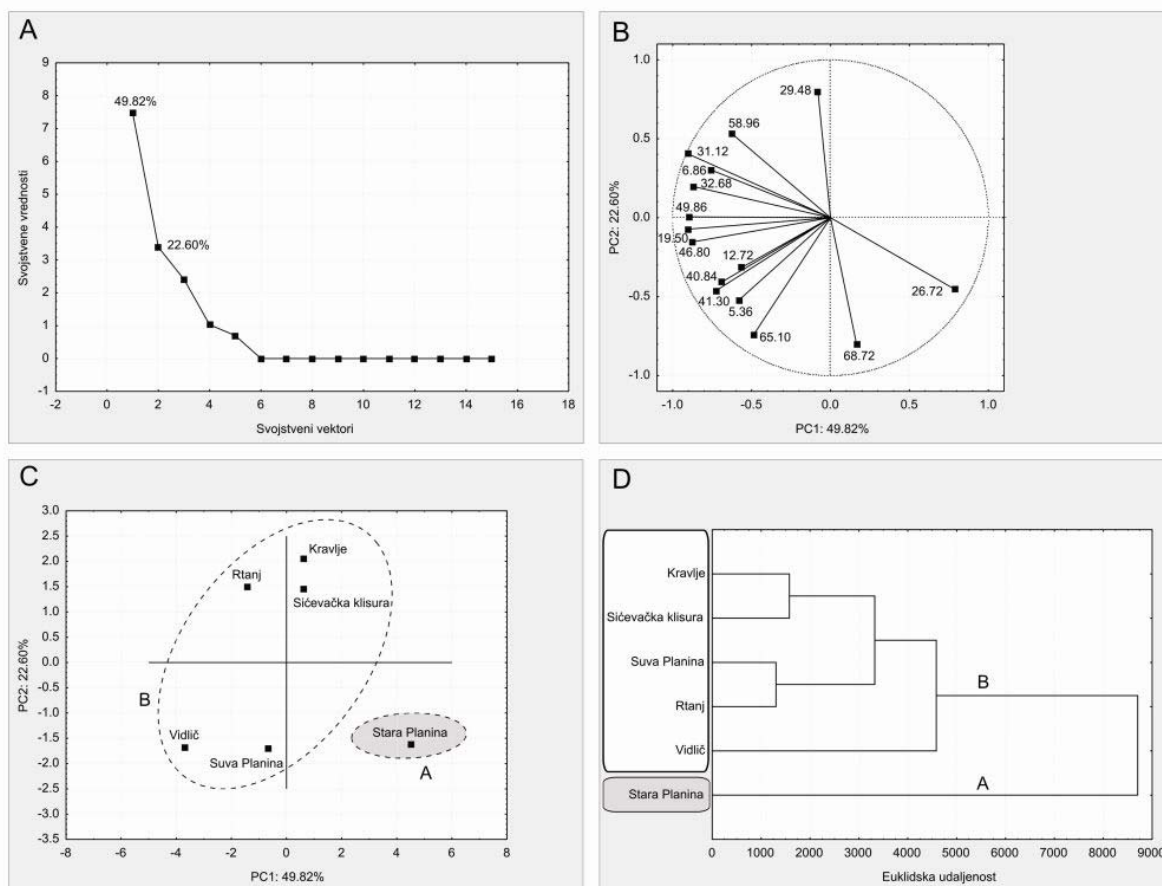 A
9
8
7
6
5
4
3
2
1
0
-1
49.82%
22.60%
-2 0 2 4 6 8 10 12 14 16 18
Svojstvene vrednosti
Svojstveni vektori
B
1.0
0.5
0.0
-0.5
-1.0
29.48
58.96
31.12
6.86
32.68
49.86
19.50
46.80
12.72
40.84
41.30
5.36
65.10
68.72
26.72
-1.0 -0.5 0.0 0.5 1.0
PC2: 22.60%
PC1: 49.82%
C
3.0
2.5
2.0
1.5
1.0
0.5
0.0
-0.5
-1.0
-1.5
-2.0
-2.5
-3.0
-3.5
Kravlje
Rtanj
Sićevačka klisura
B
Vidlič
Suva Planina
Stara Planina
A
-8 -6 -4 -2 0 2 4 6 8
PC2: 22.60%
PC1: 49.82%
D
Kravlje
Sićevačka klisura
Suva Planina
Rtanj
Vidlič
Stara Planina
B
A
0 1000 2000 3000 4000 5000 6000 7000 8000 9000
Euklidska udaljenost